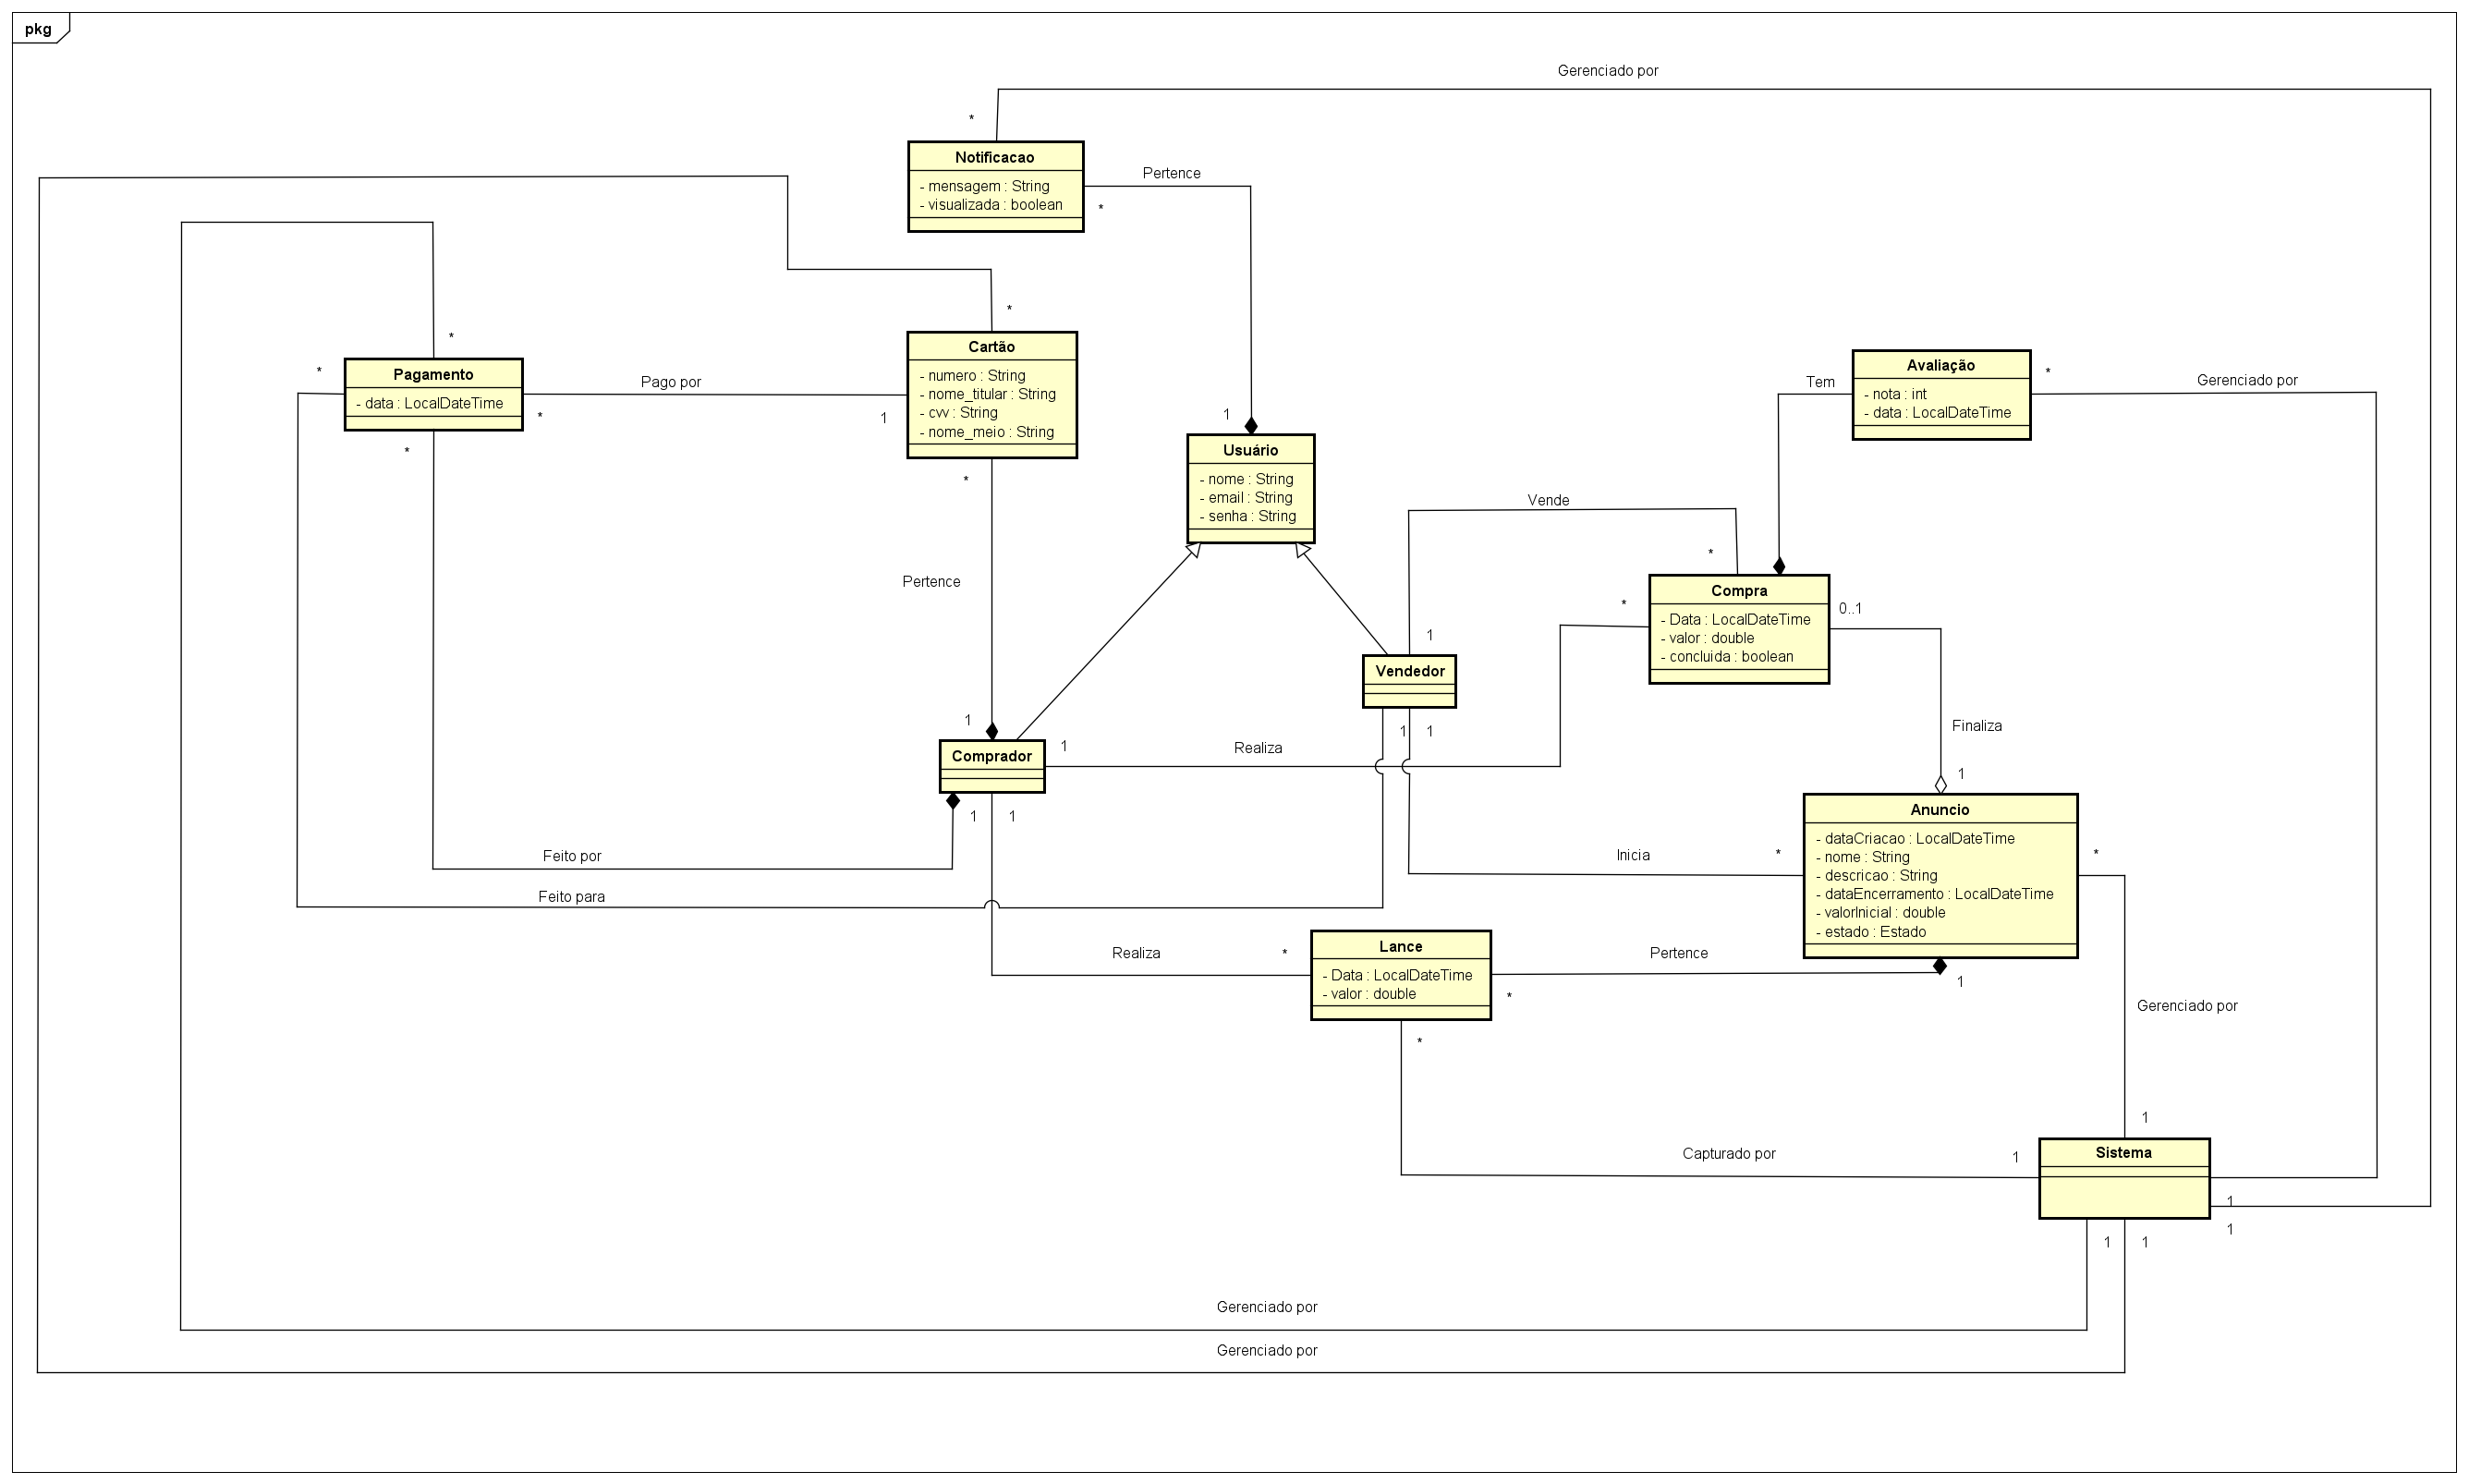 pkg
Gerenciado por
*
Notificacao
- mensagem : String
- visualizada : boolean
Pertence
*
*
*
*
Pagamento
- data : LocalDateTime
*
*
Pago por
1
Cartão
- numero : String
- nome_titular : String
- cvv : String
- nome_meio : String
*
1
Usuário
- nome : String
- email : String
- senha : String
Tem
Avaliação
- nota : int
- data : LocalDateTime
*
Gerenciado por
Vende
*
*
Compra
- Data : LocalDateTime
- valor : double
- concluida : boolean
0..1
Pertence
1
Vendedor
1
1
1
Comprador
1
Realiza
1
1
Finaliza
1
Feito por
Feito para
Inicia
*
Anuncio
- dataCriacao : LocalDateTime
- nome : String
- descricao : String
- dataEncerramento : LocalDateTime
- valorInicial : double
- estado : Estado
*
Realiza
*
Lance
- Data : LocalDateTime
- valor : double
*
Pertence
1
*
Gerenciado por
1
Capturado por
1
Sistema
1
1
1
1
Gerenciado por
Gerenciado por